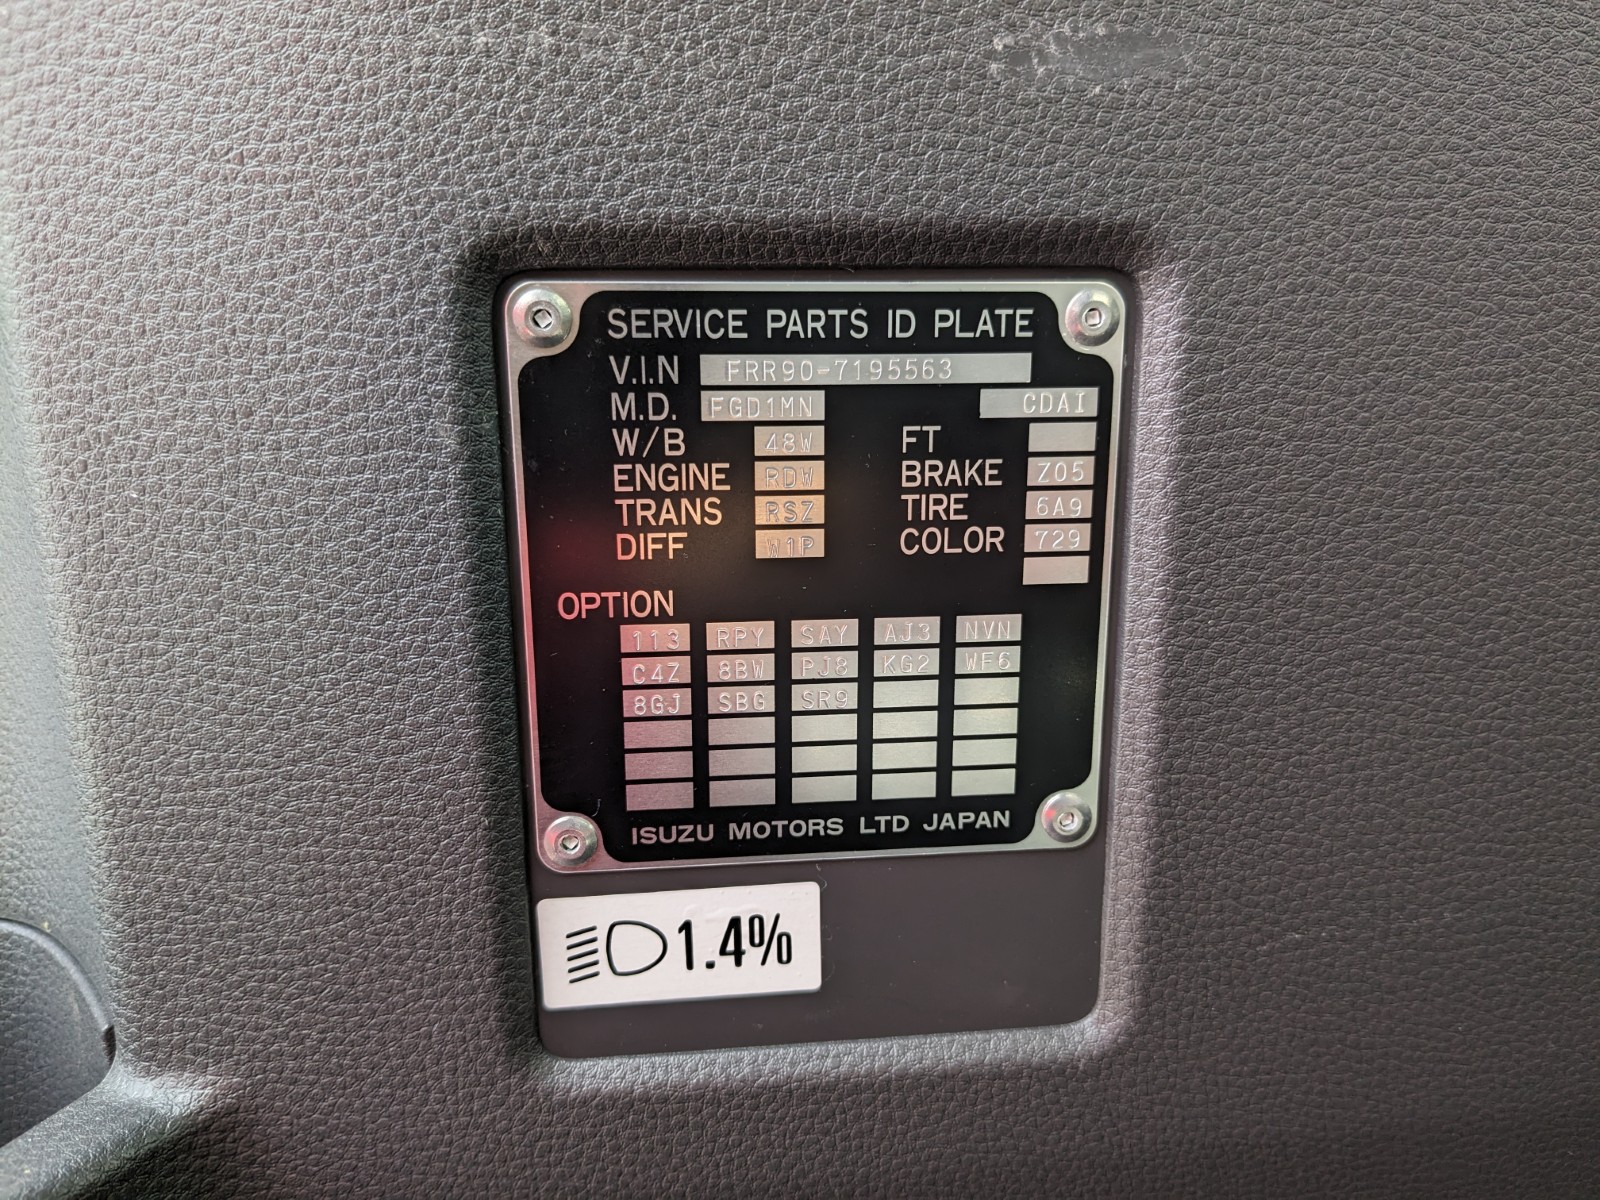 SERVICE PARTS ID PLATE
V.I.N FRR90-7195563
M.D. FGD1MN CDAI
W/B 48W FT
ENGINE RDW BRAKE Z05
TRANS RSZ TIRE 6A9
DIFF W1P COLOR 729
OPTION
113 RPY SAY AJ3 NVN
C4Z 8BW PJ8 KG2 WF6
8GJ SBG SR9
ISUZU MOTORS LTD JAPAN
1.4%